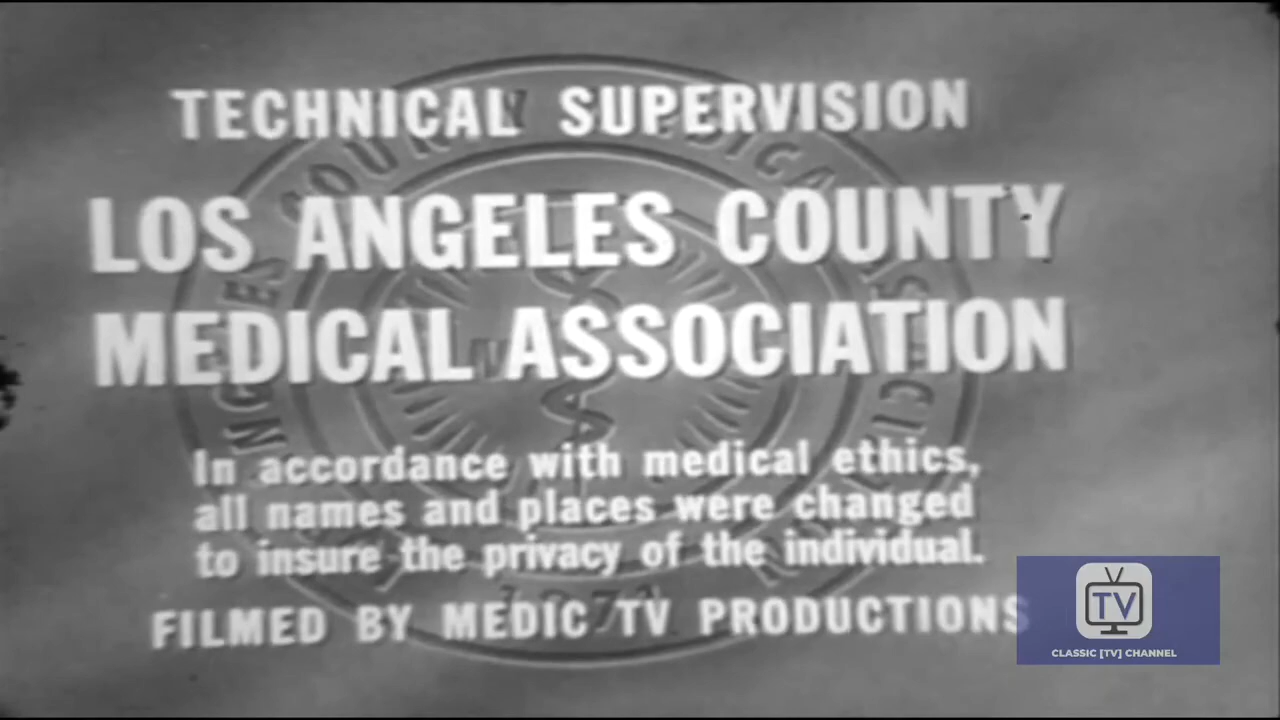 TECHNICAL SUPERVISION
LOS ANGELES COUNTY
MEDICAL ASSOCIATION
In accordance with medical ethics,
all names and places were changed
to insure the privacy of the individual.
FILMED BY MEDIC TV PRODUCTIONS
TV
CLASSIC [TV] CHANNEL